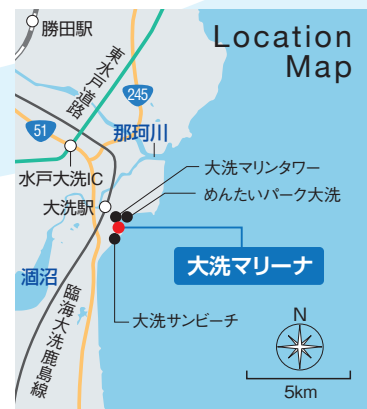 Location
Map
勝田駅
東水戸道路
245
51
那珂川
水戸大洗IC
大洗マリンタワー
めんたいパーク大洗
大洗駅
大洗マリーナ
涸沼
大洗サンビーチ
臨海大洗鹿島線
N
5km